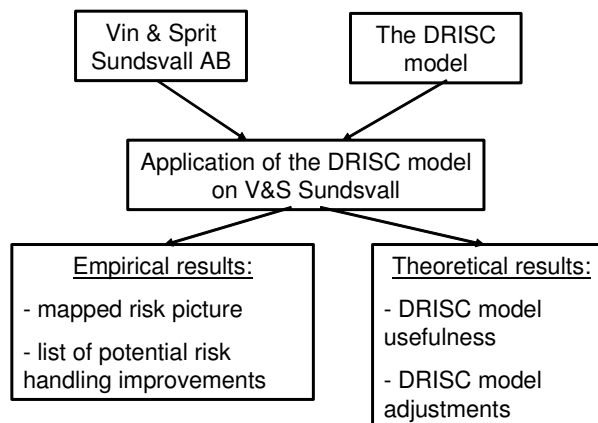 Vin & Sprit
Sundsvall AB
The DRISC
model
Application of the DRISC model
on V&S Sundsvall
Empirical results:
- mapped risk picture
- list of potential risk
handling improvements
Theoretical results:
- DRISC model
usefulness
- DRISC model
adjustments